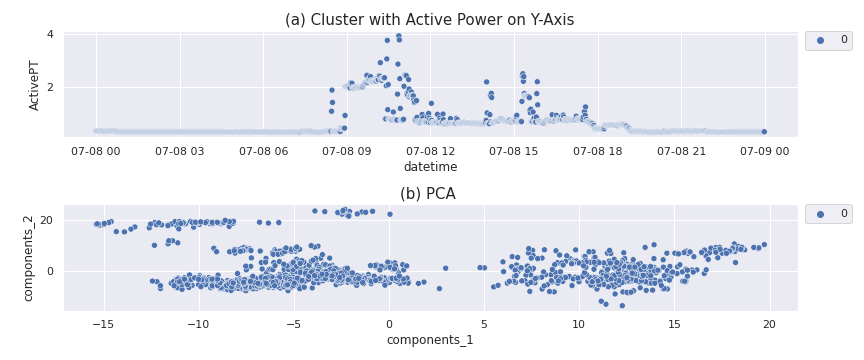 (a) Cluster with Active Power on Y-Axis
0
4
2
ActivePT
07-08 00 07-08 03 07-08 06 07-08 09 07-08 12 07-08 15 07-08 18 07-08 21 07-09 00
datetime
(b) PCA
0
20
0
components_2
−15 −10 −5 0 5 10 15 20
components_1